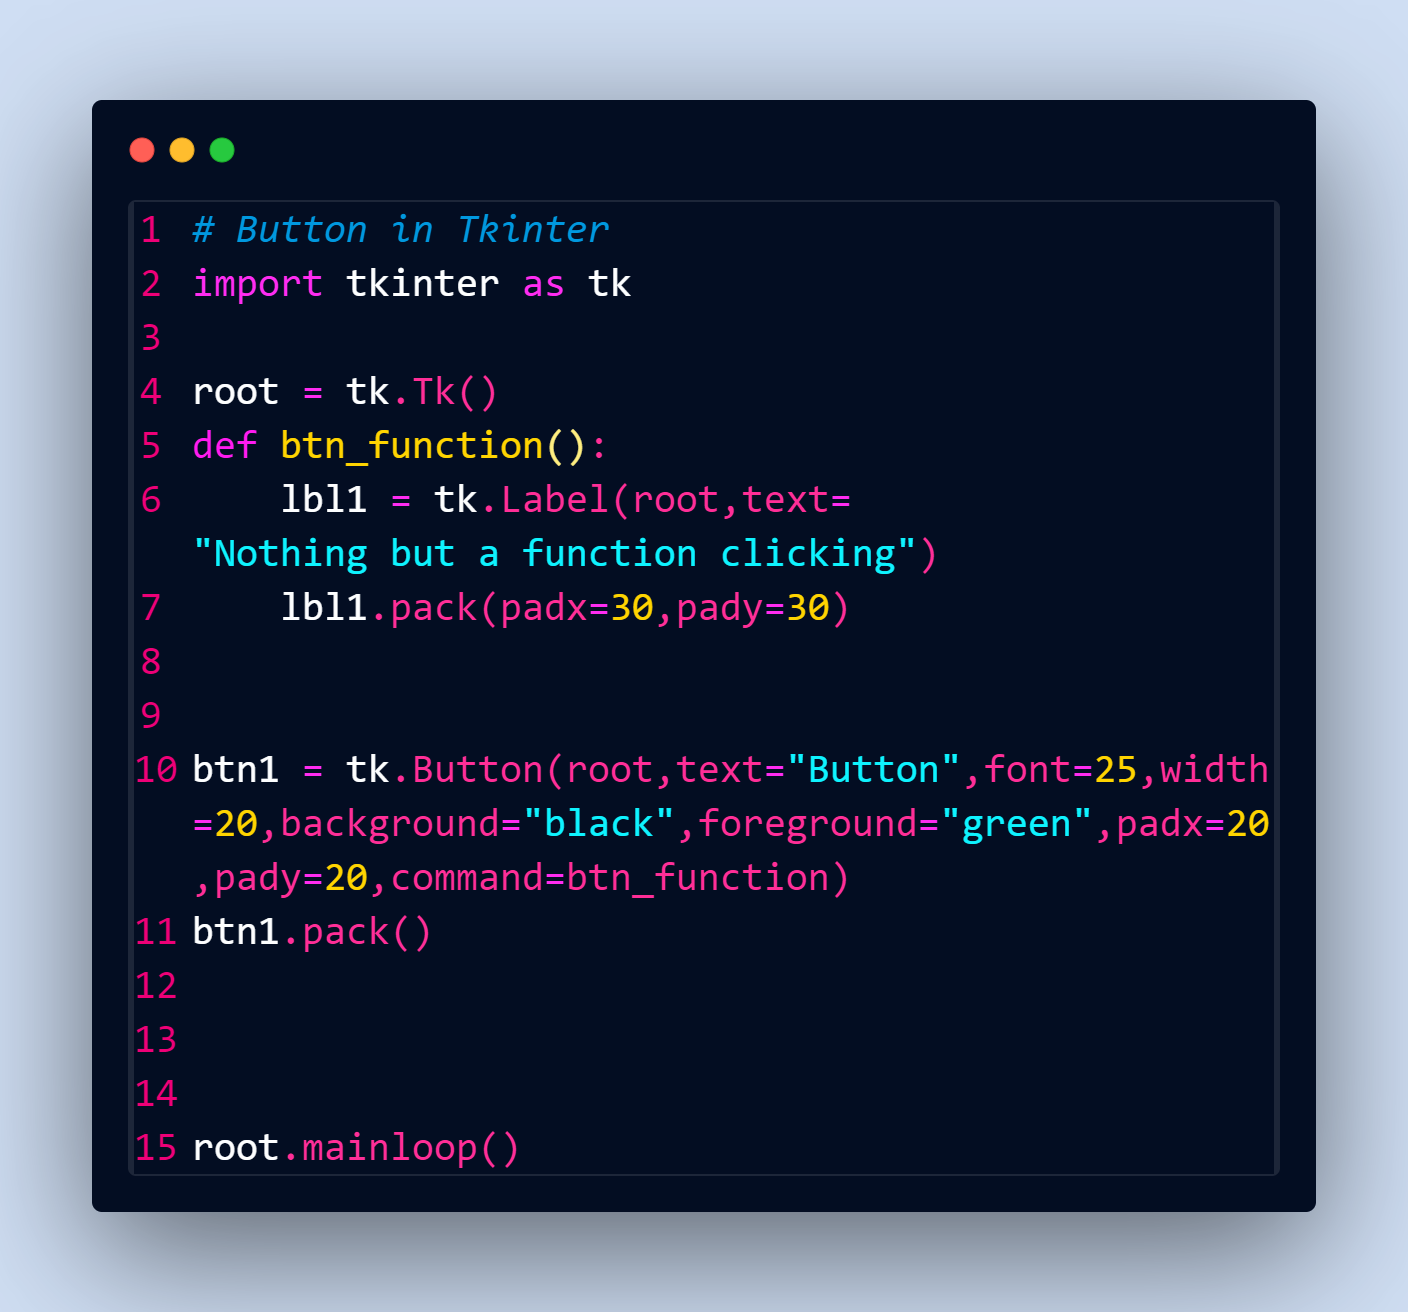 1 # Button in Tkinter
2 import tkinter as tk
3
4 root = tk.Tk()
5 def btn_function():
6     lbl1 = tk.Label(root,text=
"Nothing but a function clicking")
7     lbl1.pack(padx=30,pady=30)
8
9
10 btn1 = tk.Button(root,text="Button",font=25,width
=20,background="black",foreground="green",padx=20
,pady=20,command=btn_function)
11 btn1.pack()
12
13
14
15 root.mainloop()